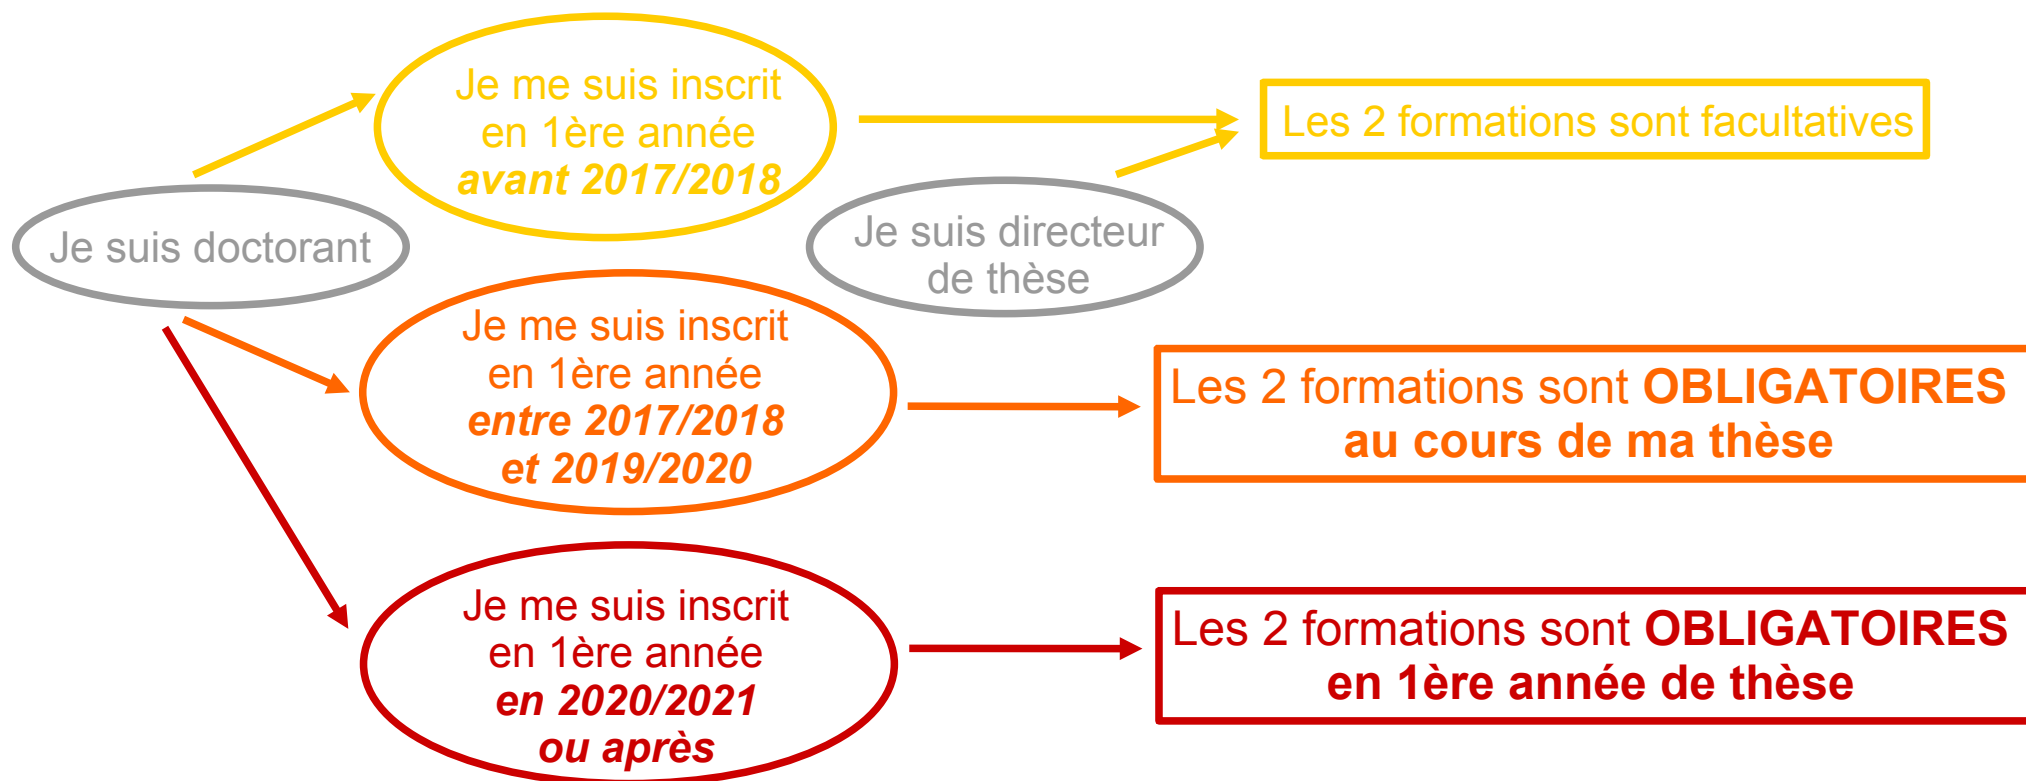 Je me suis inscrit
en 1ère année
avant 2017/2018
Les 2 formations sont facultatives
Je suis doctorant
Je suis directeur
de thèse
Je me suis inscrit
en 1ère année
entre 2017/2018
et 2019/2020
Les 2 formations sont OBLIGATOIRES
au cours de ma thèse
Je me suis inscrit
en 1ère année
en 2020/2021
ou après
Les 2 formations sont OBLIGATOIRES
en 1ère année de thèse